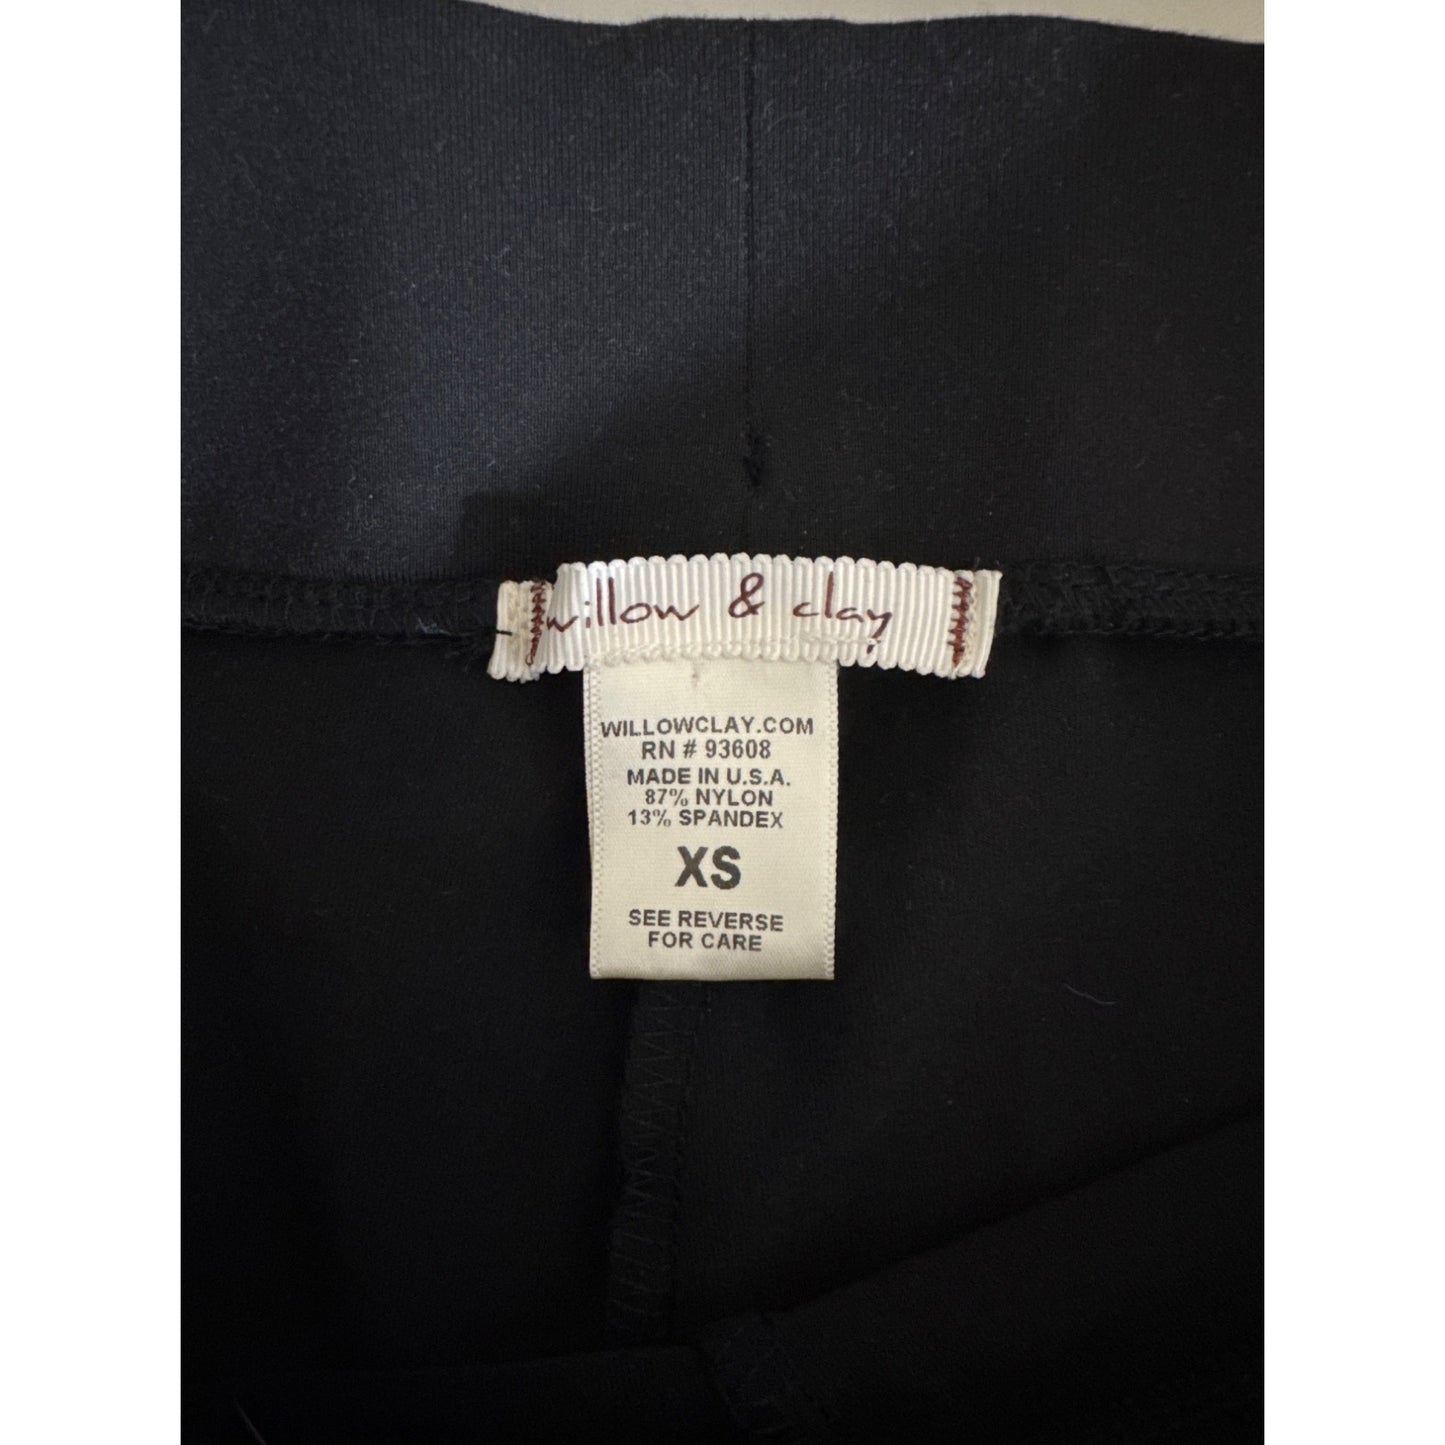 willow & clay
WILLOWCLAY.COM
RN # 93608
MADE IN U.S.A.
87% NYLON
13% SPANDEX
XS
SEE REVERSE
FOR CARE